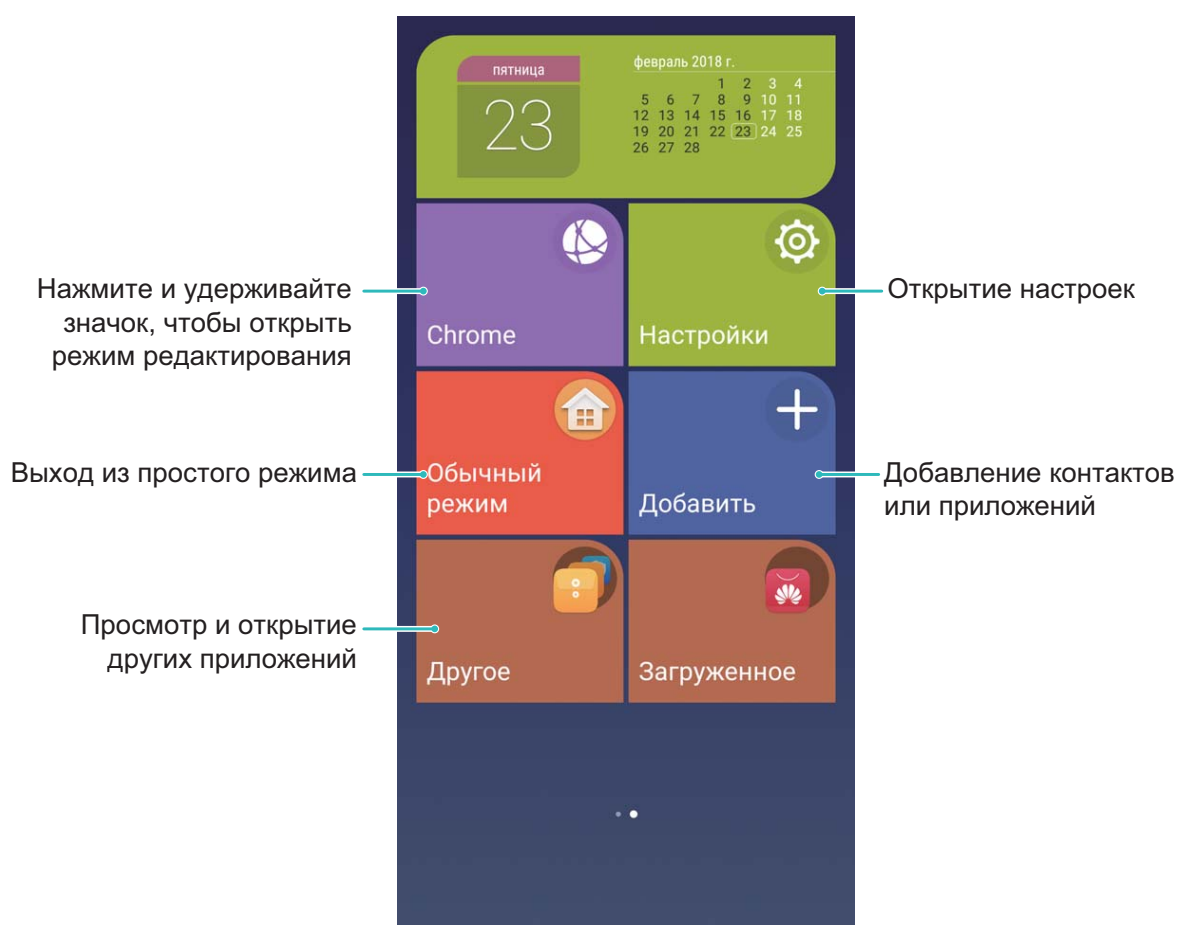 пятница
23
февраль 2018 г.
1 2 3 4
5 6 7 8 9 10 11
12 13 14 15 16 17 18
19 20 21 22 23 24 25
26 27 28
Нажмите и удерживайте
значок, чтобы открыть
режим редактирования
Chrome
Настройки
Открытие настроек
Выход из простого режима
Обычный
режим
Добавить
Добавление контактов
или приложений
Просмотр и открытие
других приложений
Другое
Загруженное